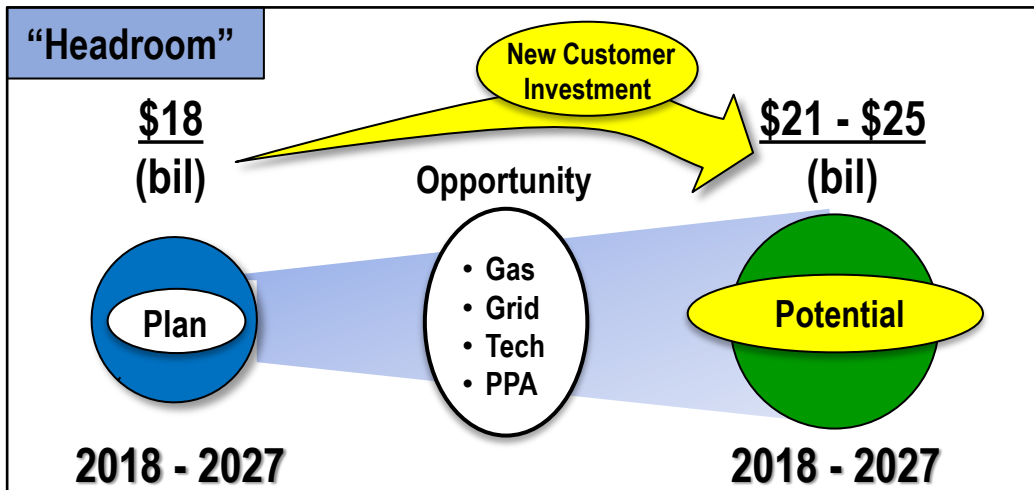 “Headroom”
New Customer
Investment
$18
(bil)
$21 - $25
(bil)
Opportunity
• Gas
• Grid
• Tech
• PPA
Plan
Potential
2018 - 2027
2018 - 2027